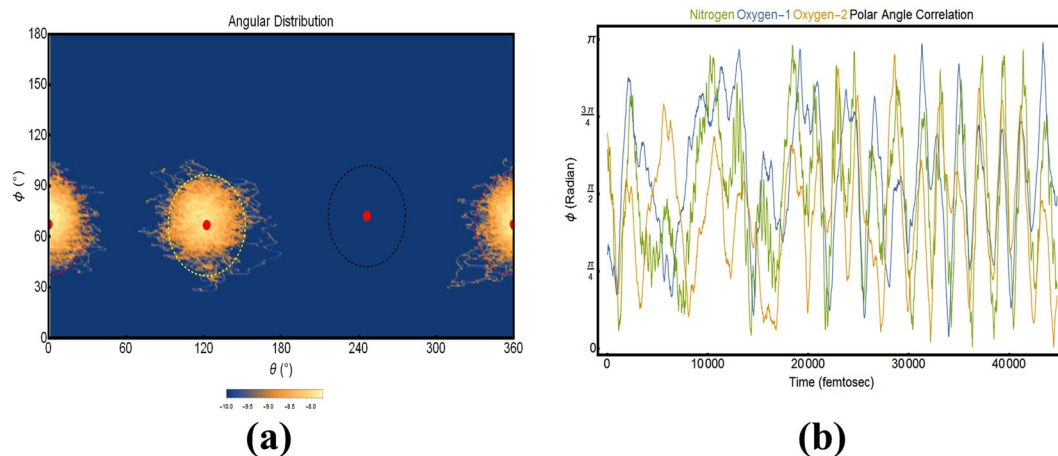 Angular Distribution
180
150
120
90
60
30
0
ϕ (°)
0 60 120 180 240 300 360
θ (°)
-10.0 -9.5 -9.0 -8.5 -8.0
(a)
Nitrogen Oxygen-1 Oxygen-2 Polar Angle Correlation
π
3π/4
π/2
π/4
0
ϕ (Radian)
0 10000 20000 30000 40000
Time (femtosec)
(b)